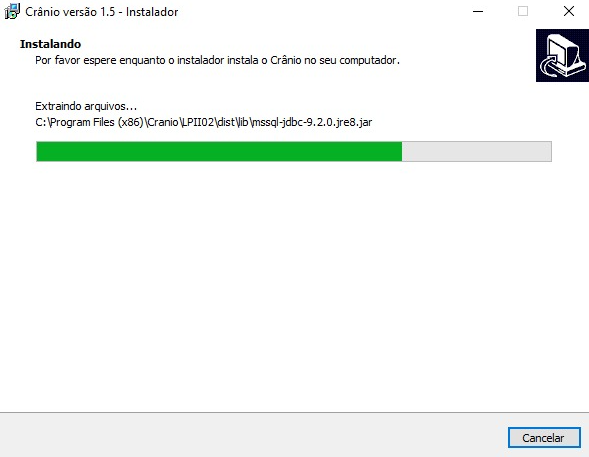 Crânio versão 1.5 - Instalador
Instalando
Por favor espere enquanto o instalador instala o Crânio no seu computador.
Extraindo arquivos...
C:\Program Files (x86)\Cranio\LPII02\dist\lib\mssql-jdbc-9.2.0.jre8.jar
Cancelar